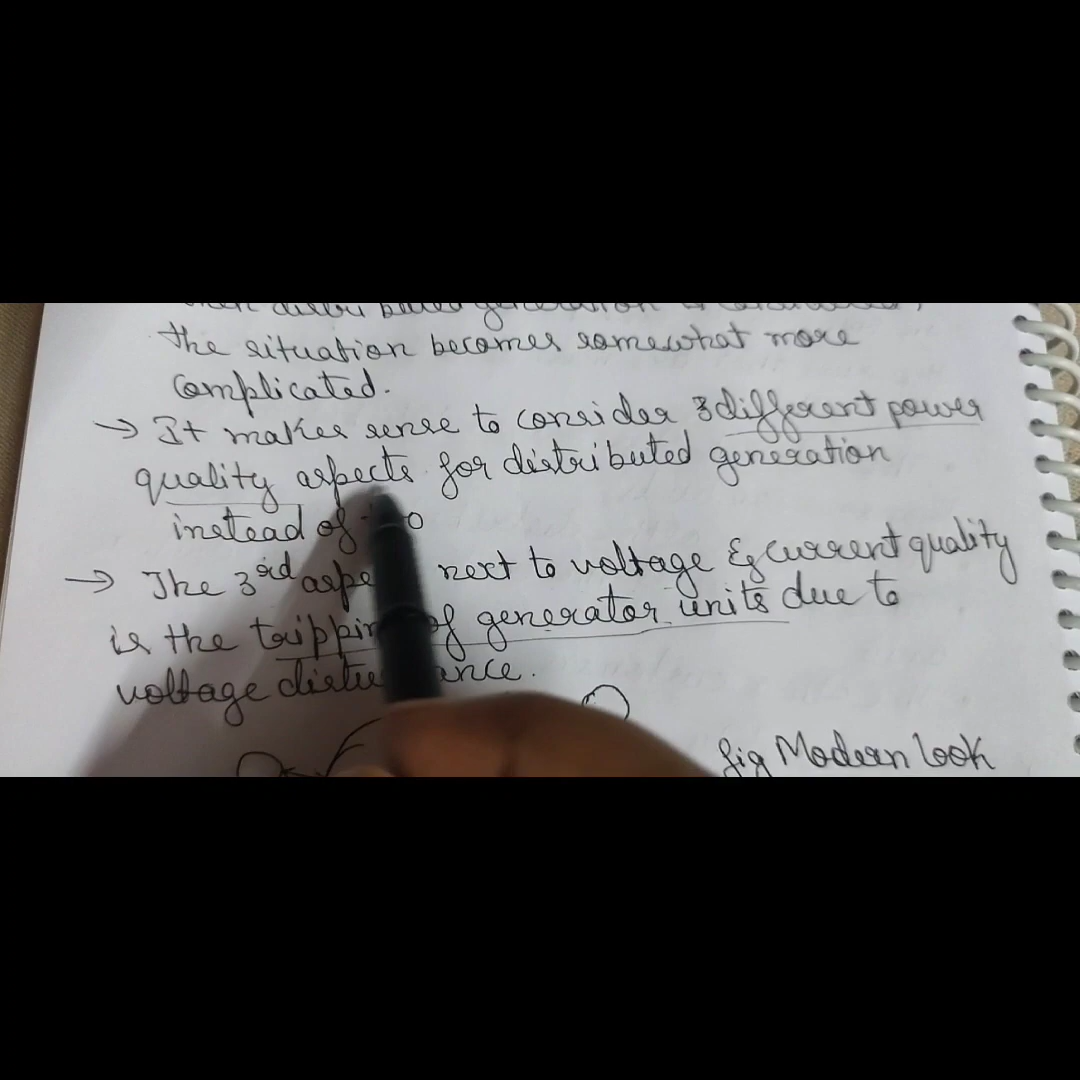 the situation becomes somewhat more
complicated.
→ It makes sense to consider 3 different power
quality aspects for distributed generation
instead of
→ The 3rd next to voltage & current quality
is the of generator units due to
voltage
fig Modern look